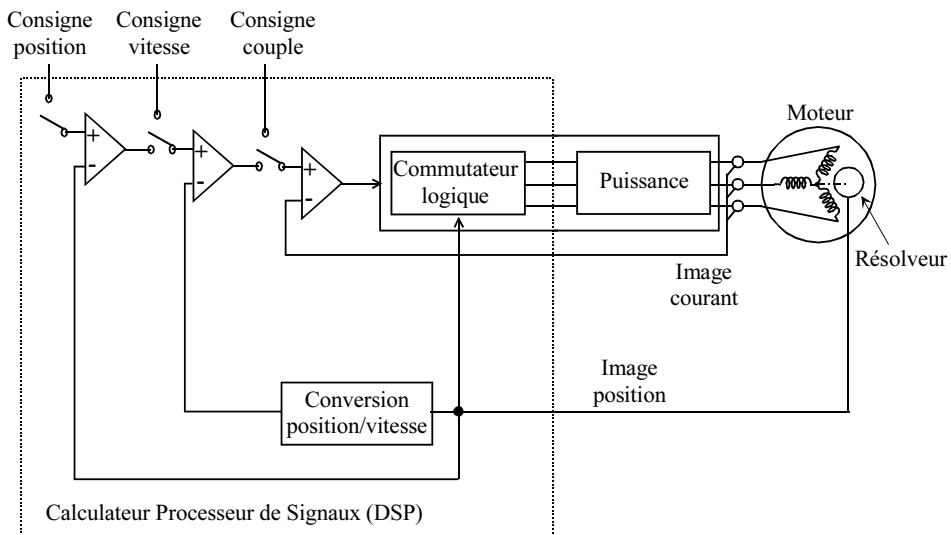 Consigne
position
Consigne
vitesse
Consigne
couple
Moteur
+
-
+
-
+
-
Commutateur
logique
Puissance
Résolveur
Image
courant
Image
position
Conversion
position/vitesse
Calculateur Processeur de Signaux (DSP)